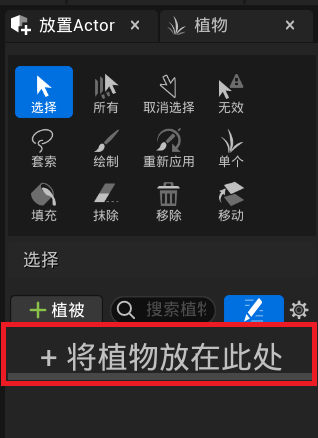 放置Actor
植物
选择 所有 取消选择 无效
套索 绘制 重新应用 单个
填充 抹除 移除 移动
选择
+ 植被 搜索植物
+ 将植物放在此处